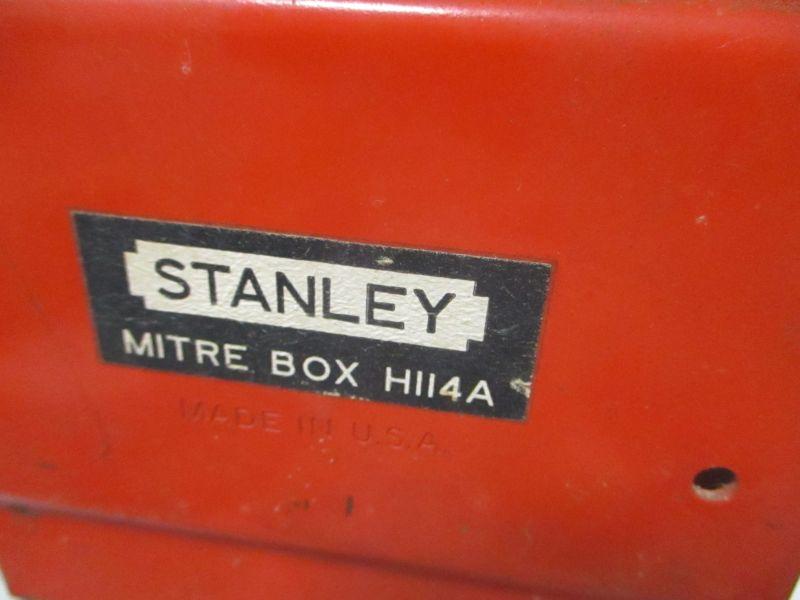 STANLEY
MITRE BOX H114A
MADE IN U.S.A.